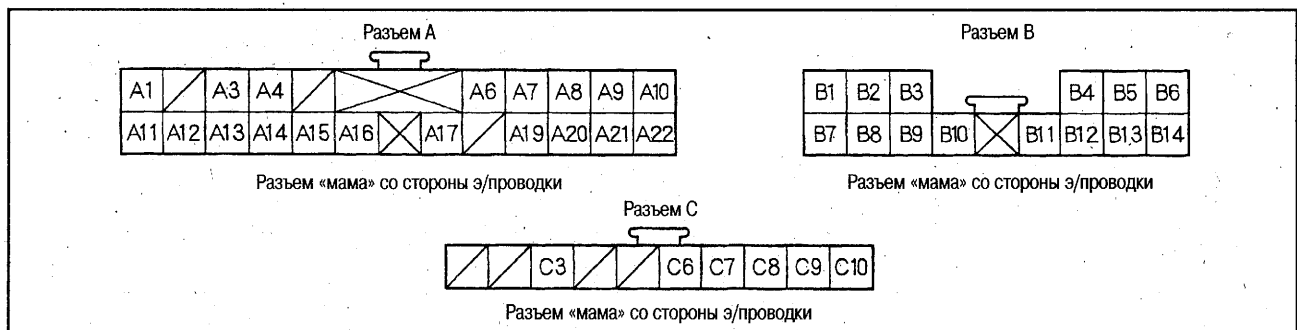 Разъем А
Разъем В
A1 A3 A4 A6 A7 A8 A9 A10
A11 A12 A13 A14 A15 A16 A17 A19 A20 A21 A22
B1 B2 B3 B4 B5 B6
B7 B8 B9 B10 B11 B12 B13 B14
Разъем «мама» со стороны э/проводки
Разъем «мама» со стороны э/проводки
Разъем С
C3 C6 C7 C8 C9 C10
Разъем «мама» со стороны э/проводки